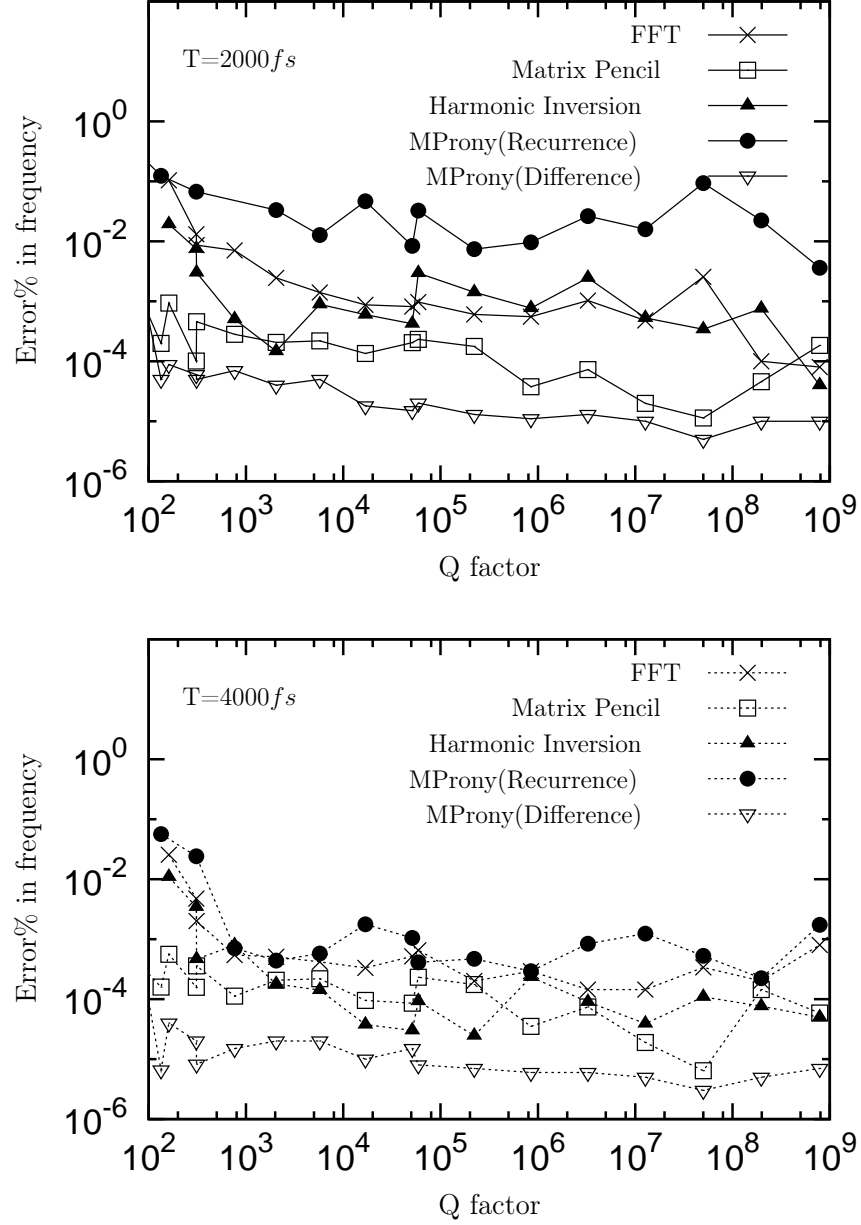 T=2000fs
FFT
Matrix Pencil
Harmonic Inversion
MProny(Recurrence)
MProny(Difference)
Error% in frequency
10^0
10^-2
10^-4
10^-6
10^2 10^3 10^4 10^5 10^6 10^7 10^8 10^9
Q factor
T=4000fs
FFT
Matrix Pencil
Harmonic Inversion
MProny(Recurrence)
MProny(Difference)
Error% in frequency
10^0
10^-2
10^-4
10^-6
10^2 10^3 10^4 10^5 10^6 10^7 10^8 10^9
Q factor